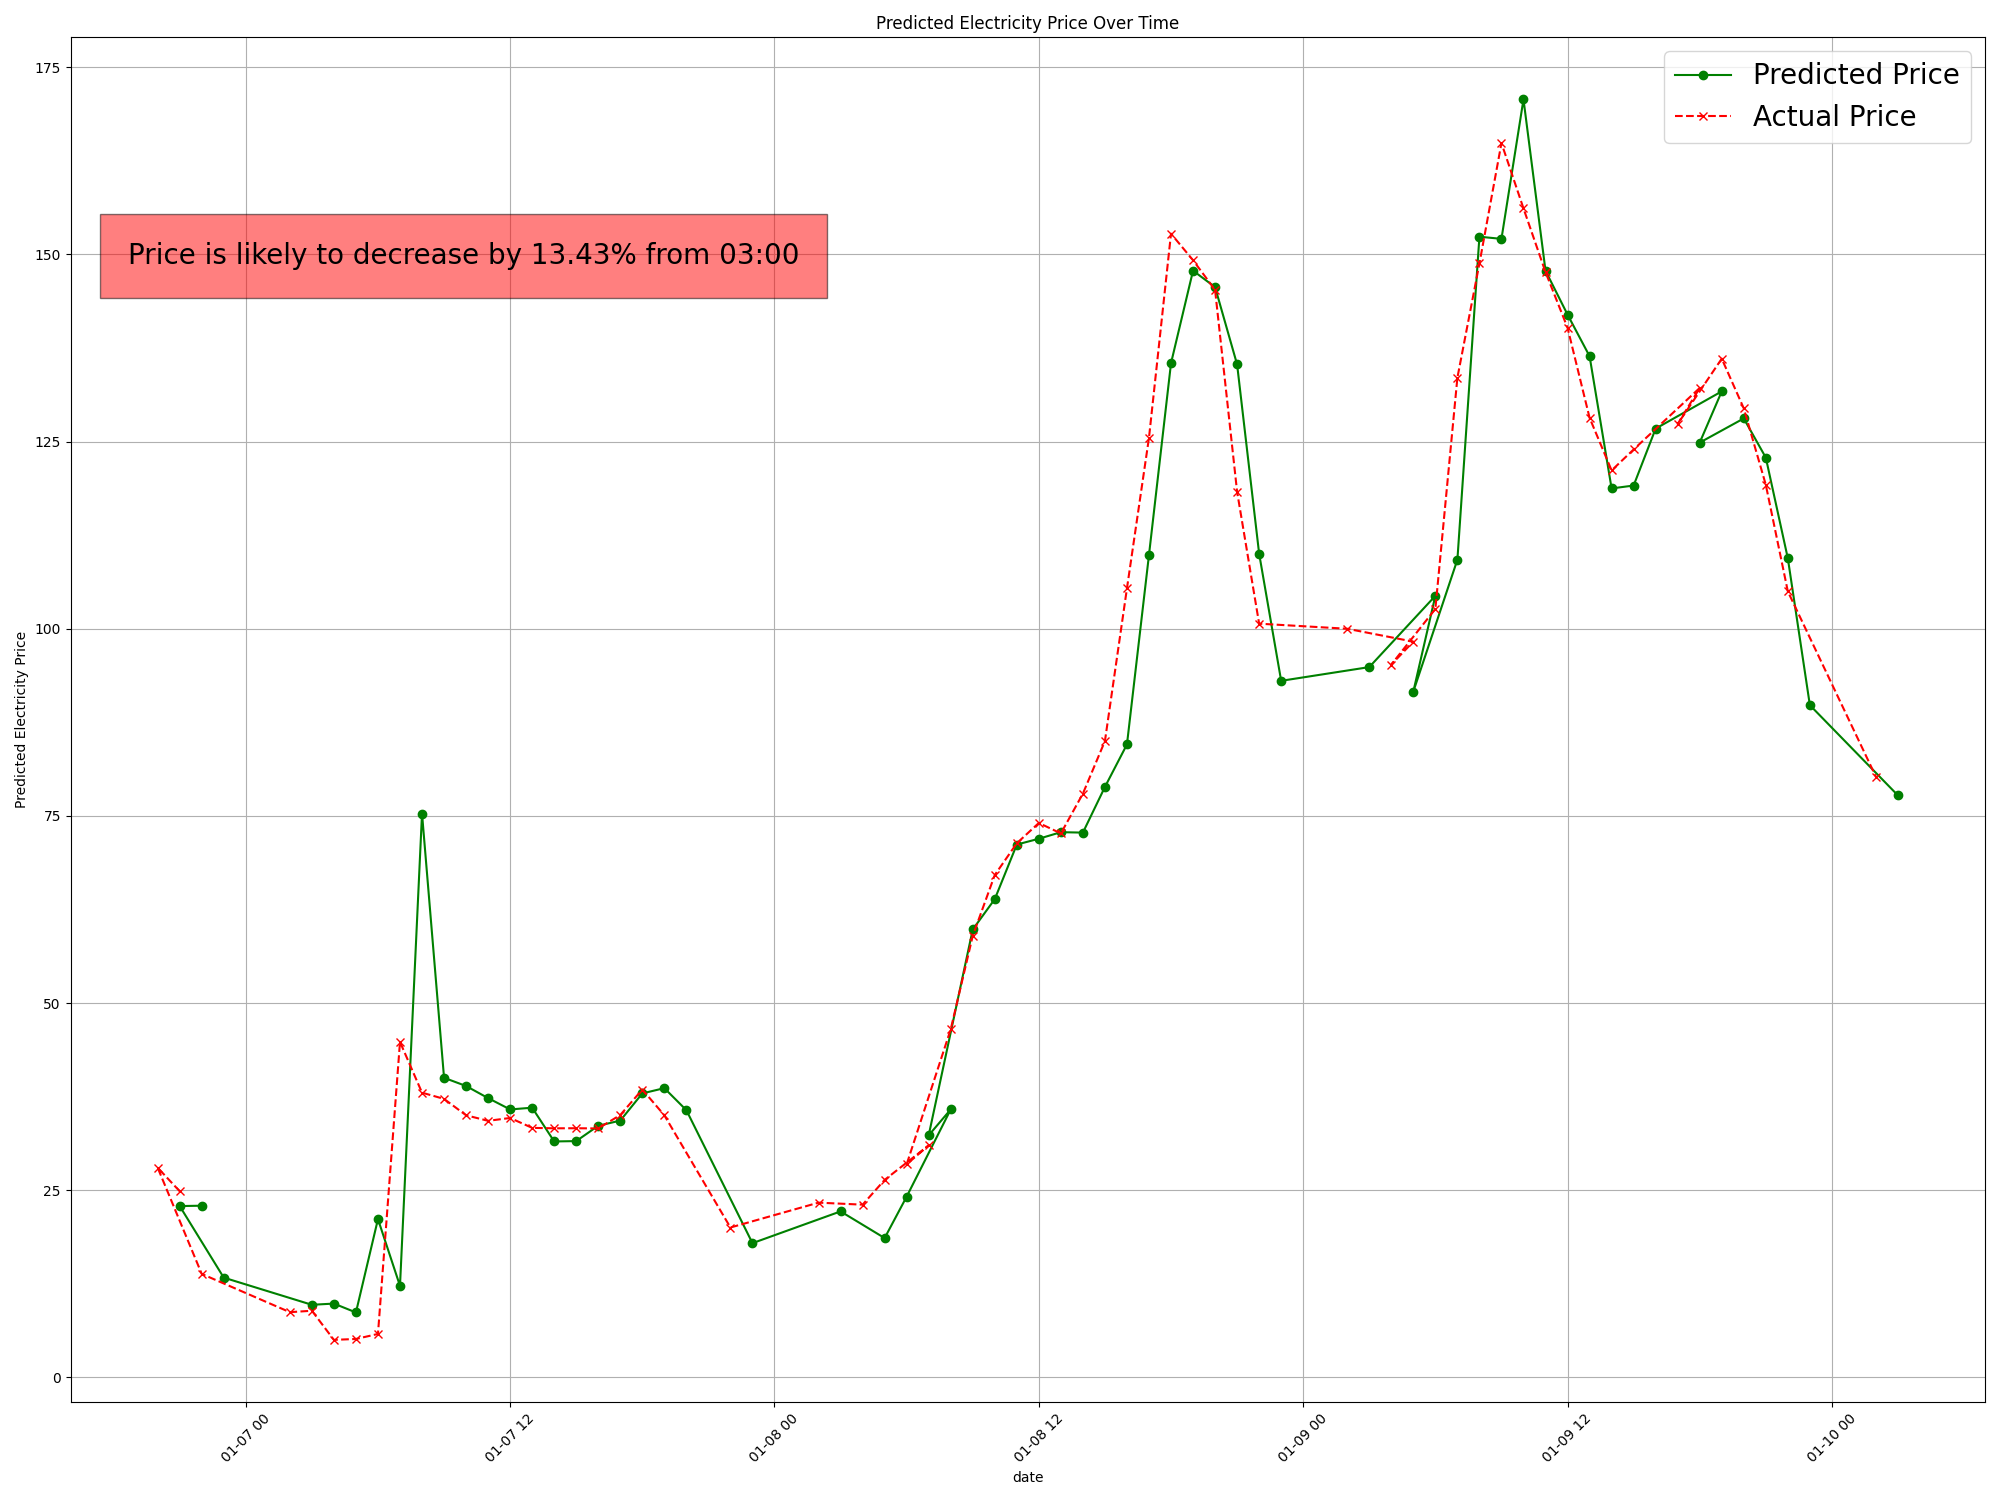 Predicted Electricity Price Over Time
Predicted Price
Actual Price
Price is likely to decrease by 13.43% from 03:00
Predicted Electricity Price
175
150
125
100
75
50
25
0
01-07 00
01-07 12
01-08 00
01-08 12
01-09 00
01-09 12
01-10 00
date